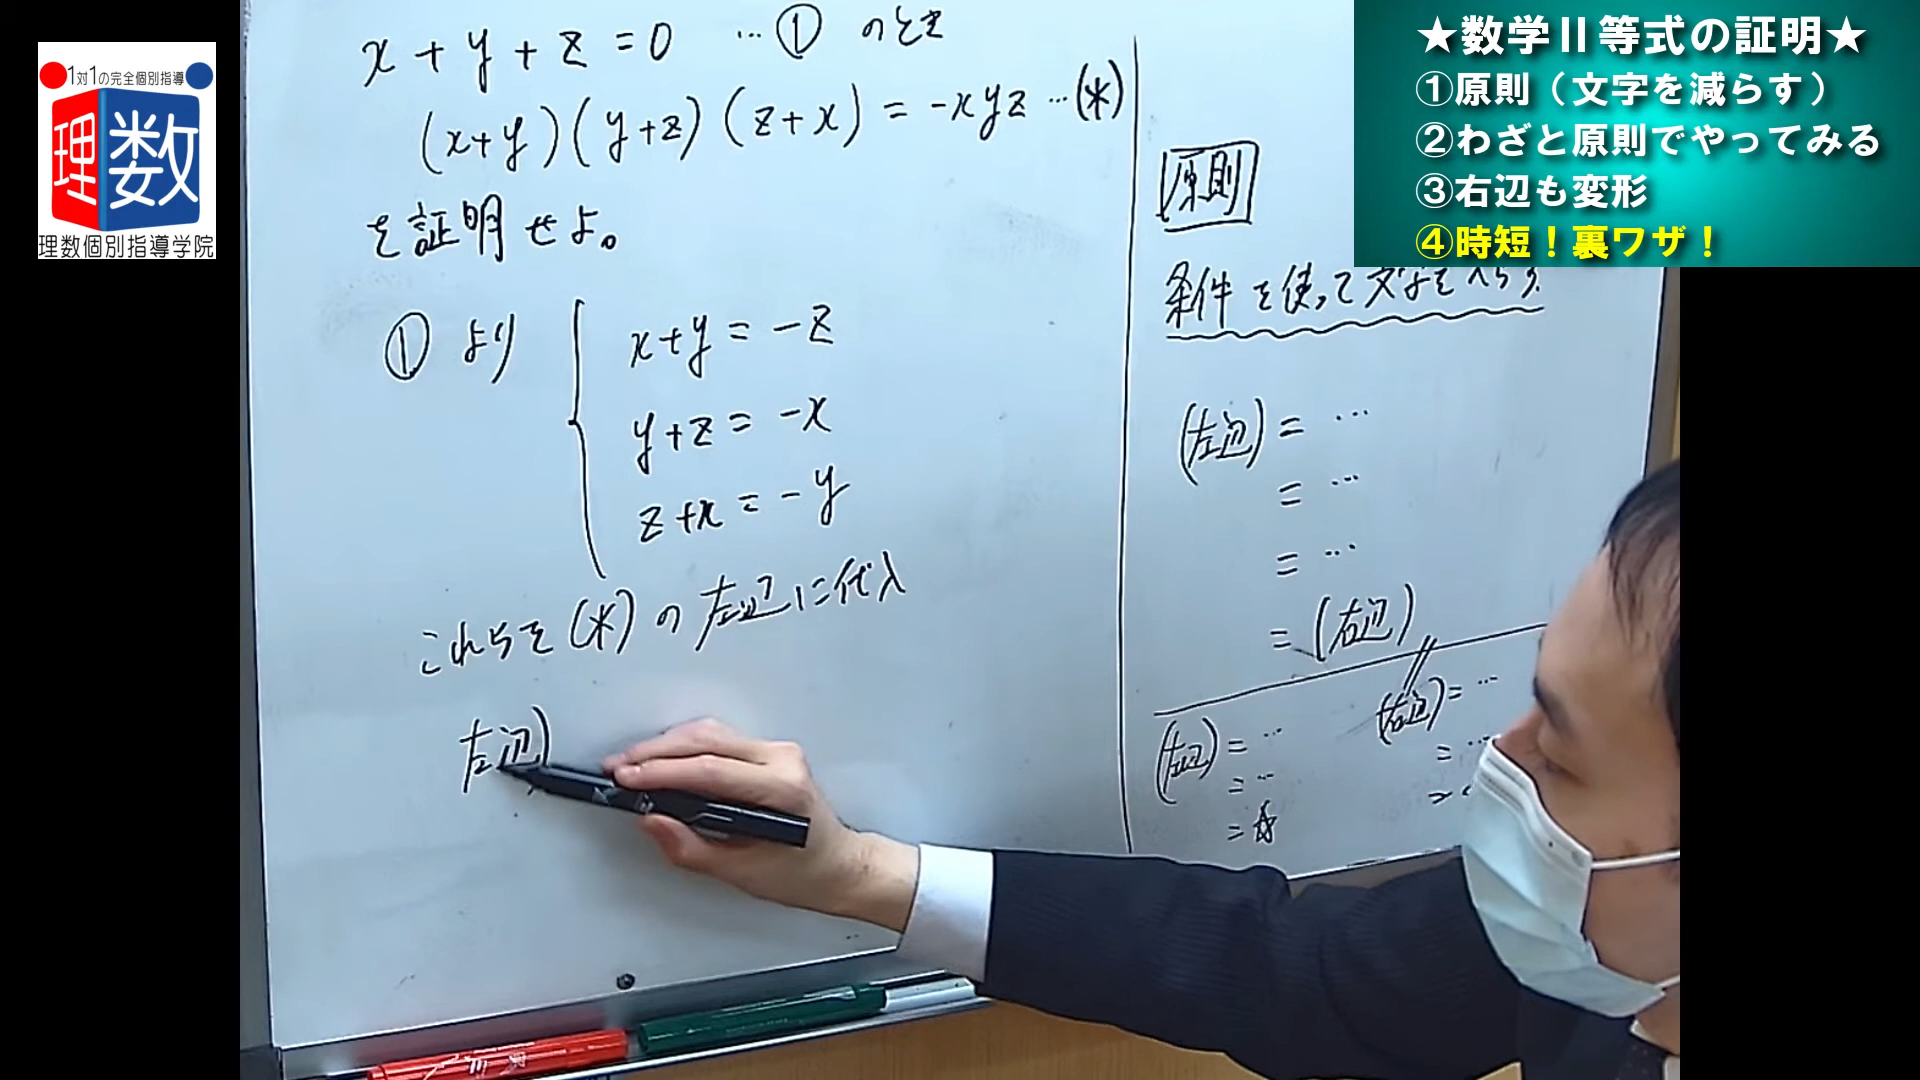 1対1の完全個別指導
理数
理数個別指導学院
x + y + z = 0 …① のとき
(x+y)(y+z)(z+x) = -xyz …(*)
を証明せよ。
①より
x+y = -z
y+z = -x
z+x = -y
これらを(*)の左辺に代入
左辺)
★数学Ⅱ等式の証明★
①原則（文字を減らす）
②わざと原則でやってみる
③右辺も変形
④時短！裏ワザ！
原則
条件を使って文字をへらす
(左辺) = …
= …
= …
= (右辺)
(左辺) = …
= …
= ☆
(右辺) = …
= …